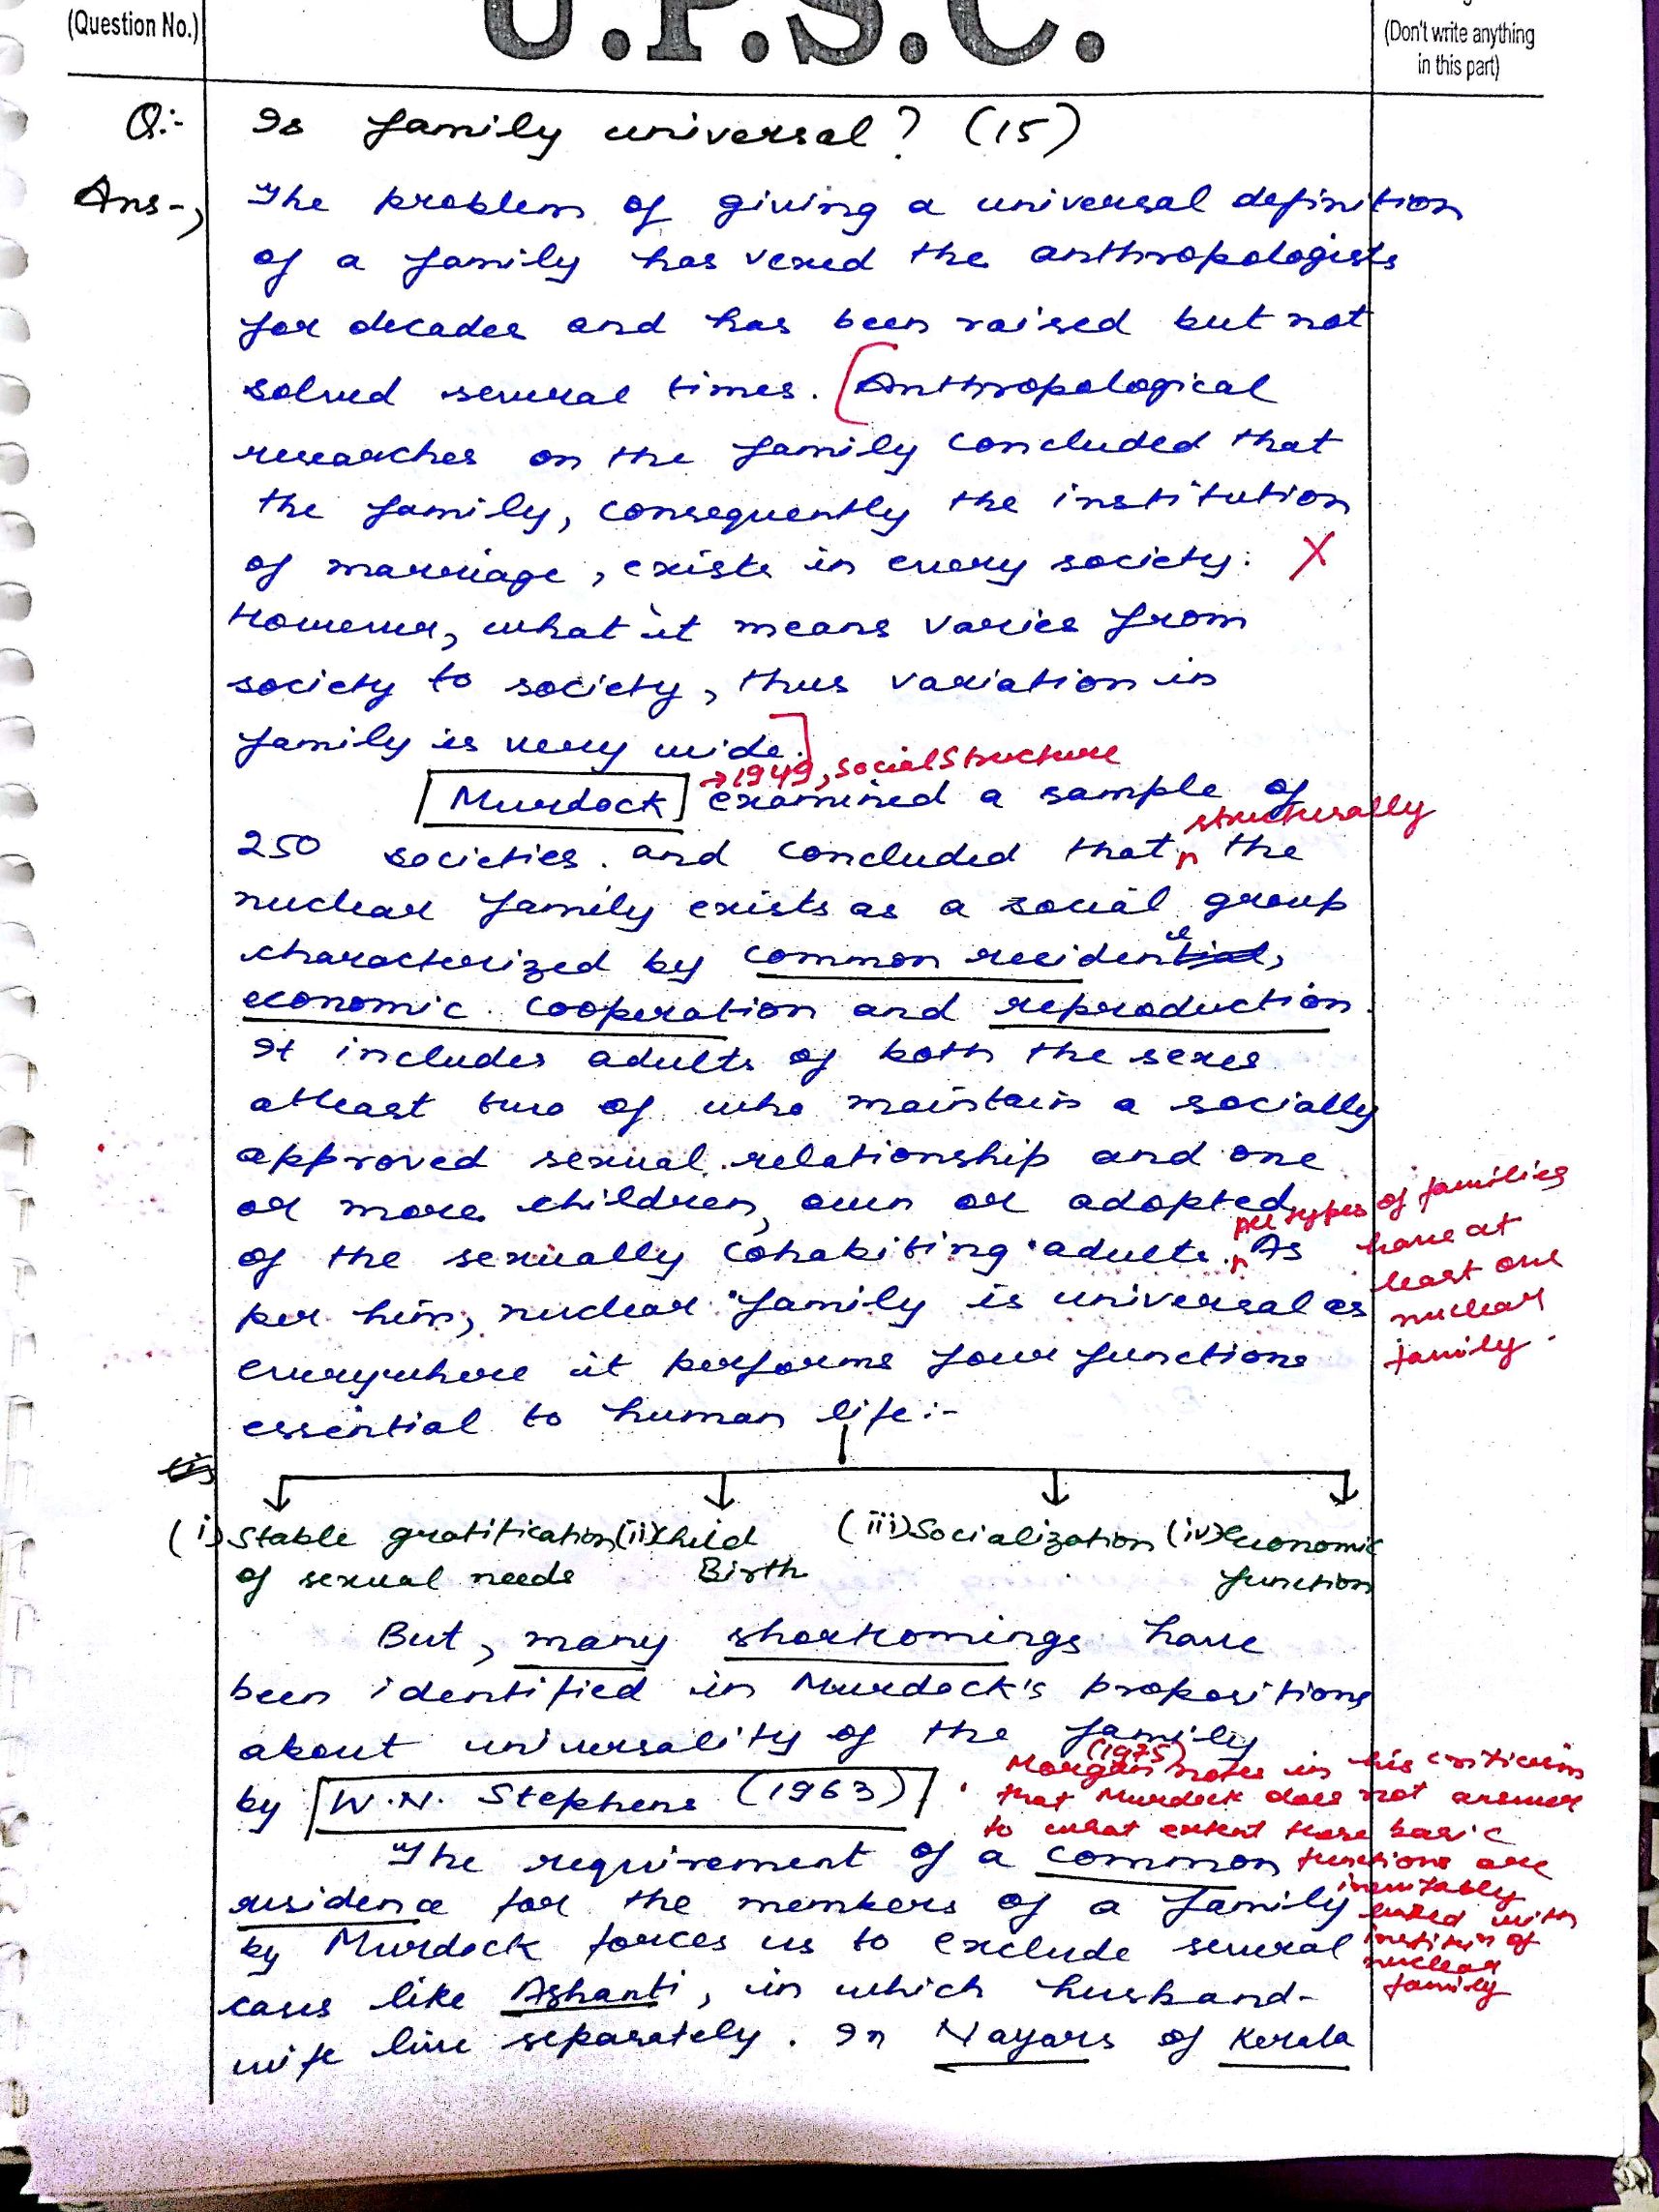 (Question No.)
U.P.S.C.
(Don't write anything
in this part)
Q:- Is family universal? (15)
Ans-, The problem of giving a universal definition
of a family has vexed the anthropologists
for decades and has been raised but not
solved several times. [Anthropological
researches on the family concluded that
the family, consequently the institution
of marriage, exists in every society. X
However, what it means varies from
society to society, thus variation in
family is very wide.]
→1949, Social Structure
Murdock examined a sample of
structurally
250 societies. and concluded that the
nuclear family exists as a social group
characterized by common residence,
economic cooperation and reproduction.
It includes adults of both the sexes
atleast two of who maintain a socially
approved sexual relationship and one
or more children, own or adopted
of the sexually cohabiting adults. As
All types of families
have at
least one
nuclear
family.
per him, nuclear family is universal as
everywhere it performs four functions
essential to human life:-
(i) Stable gratification (ii) Child (iii) Socialization (iv) Economic
of sexual needs Birth function
But, many shortcomings have
been identified in Murdock's propositions
about universality of the family
by W.N. Stephens (1963).
Morgan (1975) notes in his criticism
that Murdock does not answer
to what extent these basic
functions are
inevitably
linked with
of
nuclear
family
The requirement of a common
residence for the members of a family
by Murdock forces us to exclude several
cases like Ashanti, in which husband-
wife live separately. In Nayars of Kerala